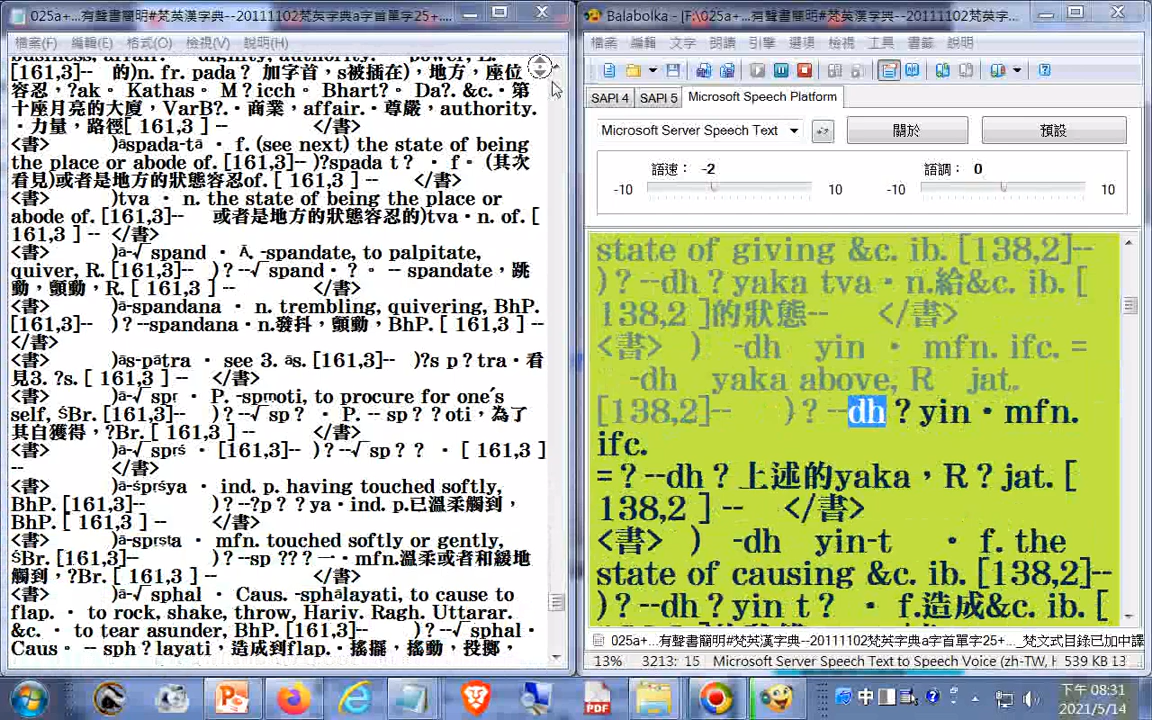 025a+...有聲書簡明#梵英漢字典--20111102梵英字典a字首單字25+...
檔案(F) 編輯(E) 格式(O) 檢視(V) 說明(H)
[161,3]-- 的)n. fr. pada? 加字首，s被插在)，地方，座位
容忍，?ak。 Kathas。 M?icch。 Bhart?。 Da?. &c.・第
十座月亮的大廈, VarB?.・商業，affair.・尊嚴，authority.
・力量，路徑[ 161,3 ] -- </書>
<書> )āspada-tā ・ f. (see next) the state of being
the place or abode of. [161,3]-- )?spada t? ・ f。(其次
看見)或者是地方的狀態容忍of. [ 161,3 ] -- </書>
<書> )tva ・ n. the state of being the place or
abode of. [161,3]-- 或者是地方的狀態容忍的)tva・n. of. [
161,3 ] -- </書>
<書> )ā-√ spand ・ Ā. -spandate, to palpitate,
quiver, R. [161,3]-- )?--√ spand・?。-- spandate，跳
動，顫動，R. [ 161,3 ] -- </書>
<書> )ā-spandana ・ n. trembling, quivering, BhP.
[161,3]-- )?--spandana・n.發抖，顫動，BhP. [ 161,3 ] --
</書>
<書> )ās-pātra ・ see 3. ās. [161,3]-- )?s p?tra・看
見3. ?s. [ 161,3 ] -- </書>
<書> )ā-√ spṛ ・ P. -spṛnoti, to procure for one's
self, ŚBr. [161,3]-- )?--√ sp?・ P. -- sp??oti，為了
其自獲得，?Br. [ 161,3 ] -- </書>
<書> )ā-√ spṛś ・ [161,3]-- )?--√ sp??・ [ 161,3 ]
-- </書>
<書> )ā-spṛśya ・ ind. p. having touched softly,
BhP. [161,3]-- )?--?p??ya・ind. p.已溫柔觸到，
BhP. [ 161,3 ] -- </書>
<書> )ā-spṛṣṭa ・ mfn. touched softly or gently,
ŚBr. [161,3]-- )?--sp???一・mfn.溫柔或者和緩地
觸到，?Br. [ 161,3 ] -- </書>
<書> )ā-√ sphal ・ Caus. -sphālayati, to cause to
flap. ・ to rock, shake, throw, Hariv. Ragh. Uttarar.
&c. ・ to tear asunder, BhP. [161,3]-- )?--√ sphal・
Caus。-- sph?layati，造成到flap.・搖擺，搖動，投擲，
Balabolka - [F:\025a+...有聲書簡明#梵英漢字典--20111102梵英字...
檔案 編輯 文字 朗讀 引擎 選項 檢視 工具 書籤 說明
SAPI 4 SAPI 5 Microsoft Speech Platform
Microsoft Server Speech Text 關於 預設
語速： -2 語調： 0
-10 10 -10 10
state of giving &c. ib. [138,2]--
)?--dh?yaka tva・n.給&c. ib. [
138,2 ]的狀態-- </書>
<書> ) -dh yin ・ mfn. ifc. =
-dh yaka above, R jat.
[138,2]-- )?--dh?yin・mfn.
ifc.
=?--dh?上述的yaka，R?jat. [
138,2 ] -- </書>
<書> ) -dh yin-t ・ f. the
state of causing &c. ib. [138,2]--
)?--dh?yin t? ・ f.造成&c. ib. [
025a+...有聲書簡明#梵英漢字典--20111102梵英字典a字首單字25+..._梵文式目錄已加中譯
13% 3213: 15 Microsoft Server Speech Text to Speech Voice (zh-TW, H 539 KB 13
PDF
中
下午 08:31
2021/5/14